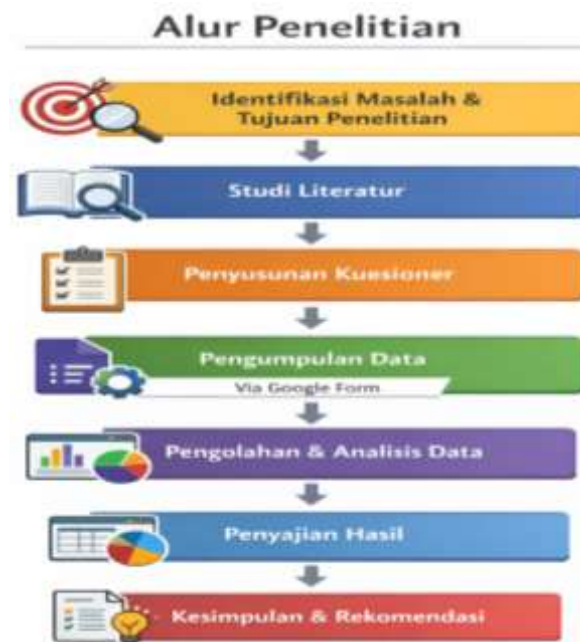 Alur Penelitian
Identifikasi Masalah &
Tujuan Penelitian
Studi Literatur
Penyusunan Kuesioner
Pengumpulan Data
Via Google Form
Pengolahan & Analisis Data
Penyajian Hasil
Kesimpulan & Rekomendasi